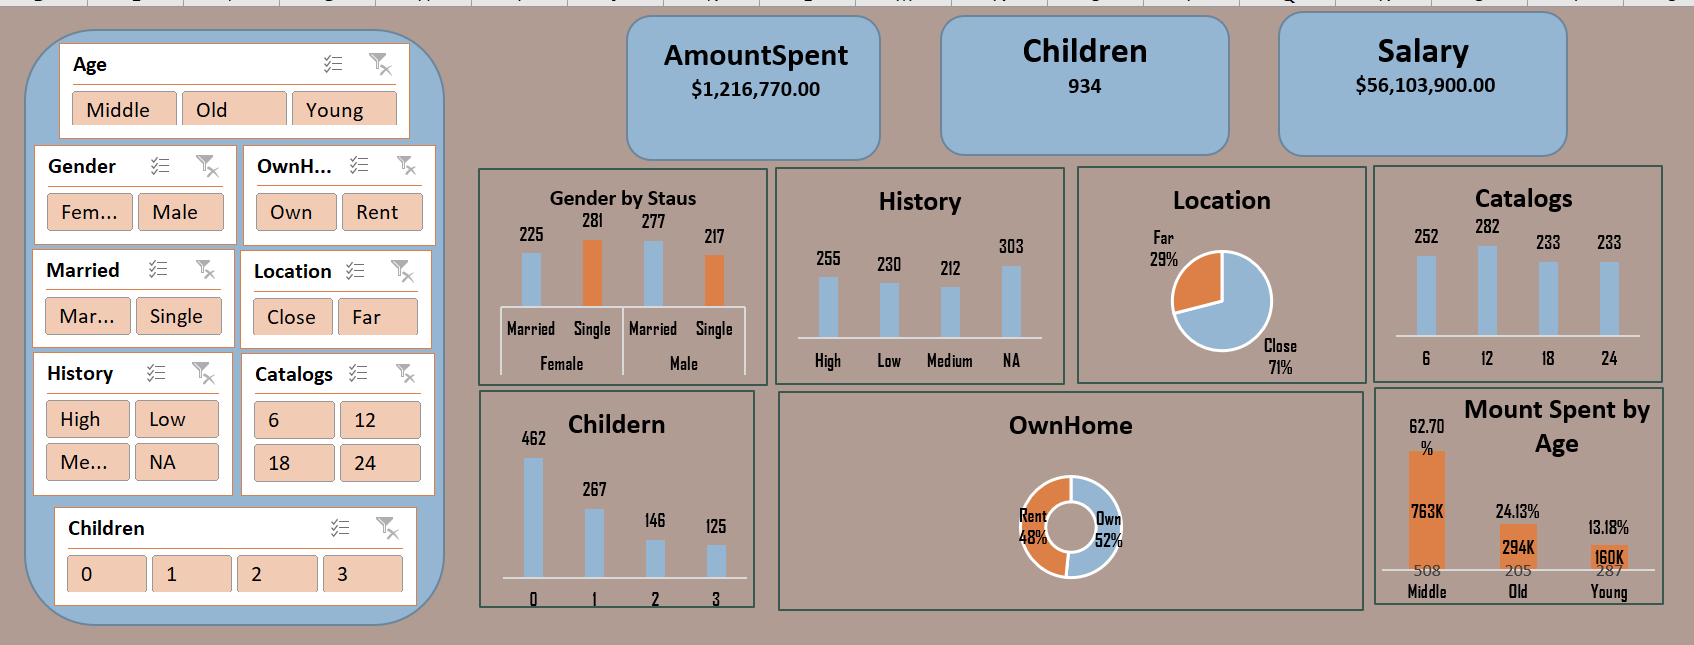 Age
Middle
Old
Young
Gender
Fem...
Male
OwnH...
Own
Rent
Married
Mar...
Single
Location
Close
Far
History
High
Low
Me...
NA
Catalogs
6
12
18
24
Children
0
1
2
3
AmountSpent
$1,216,770.00
Children
934
Salary
$56,103,900.00
Gender by Staus
225
281
277
217
Married
Single
Married
Single
Female
Male
History
255
230
212
303
High
Low
Medium
NA
Location
Far
29%
Close
71%
Catalogs
252
282
233
233
6
12
18
24
Childern
462
267
146
125
0
1
2
3
OwnHome
Rent
48%
Own
52%
Mount Spent by
Age
62.70
%
24.13%
13.18%
763K
294K
160K
508
205
287
Middle
Old
Young